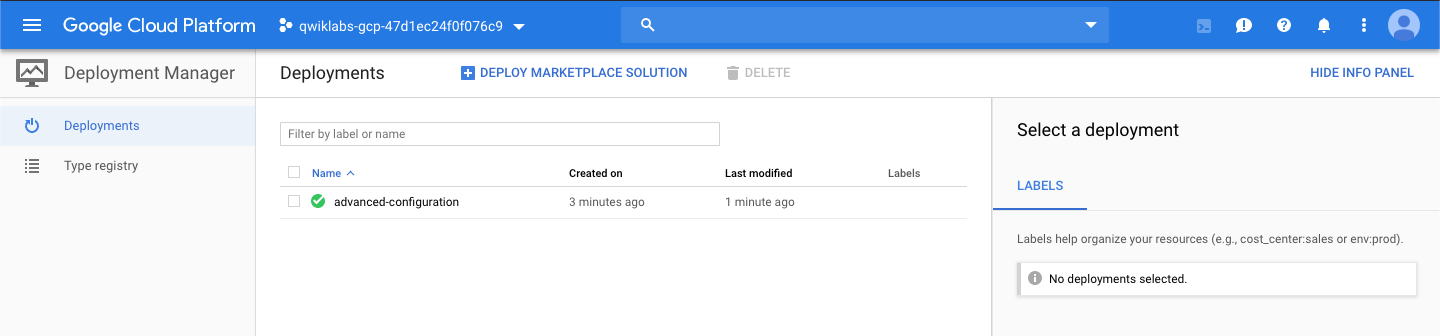 Google Cloud Platform qwiklabs-gcp-47d1ec24f0f076c9
Deployment Manager
Deployments DEPLOY MARKETPLACE SOLUTION DELETE HIDE INFO PANEL
Deployments
Type registry
Filter by label or name
Name Created on Last modified Labels
advanced-configuration 3 minutes ago 1 minute ago
Select a deployment
LABELS
Labels help organize your resources (e.g., cost_center:sales or env:prod).
No deployments selected.